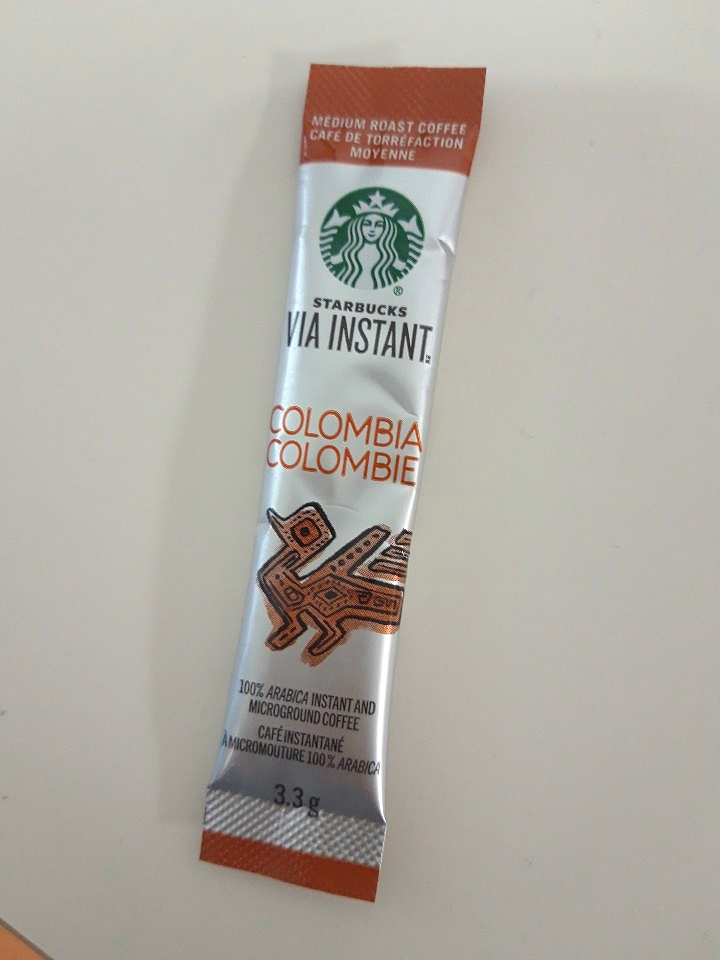 MEDIUM ROAST COFFEE
CAFÉ DE TORRÉFACTION
MOYENNE
®
STARBUCKS
VIA INSTANT
COLOMBIA
COLOMBIE
100% ARABICA INSTANT AND
MICROGROUND COFFEE
CAFÉ INSTANTANÉ
À MICROMOUTURE 100 % ARABICA
3.3 g